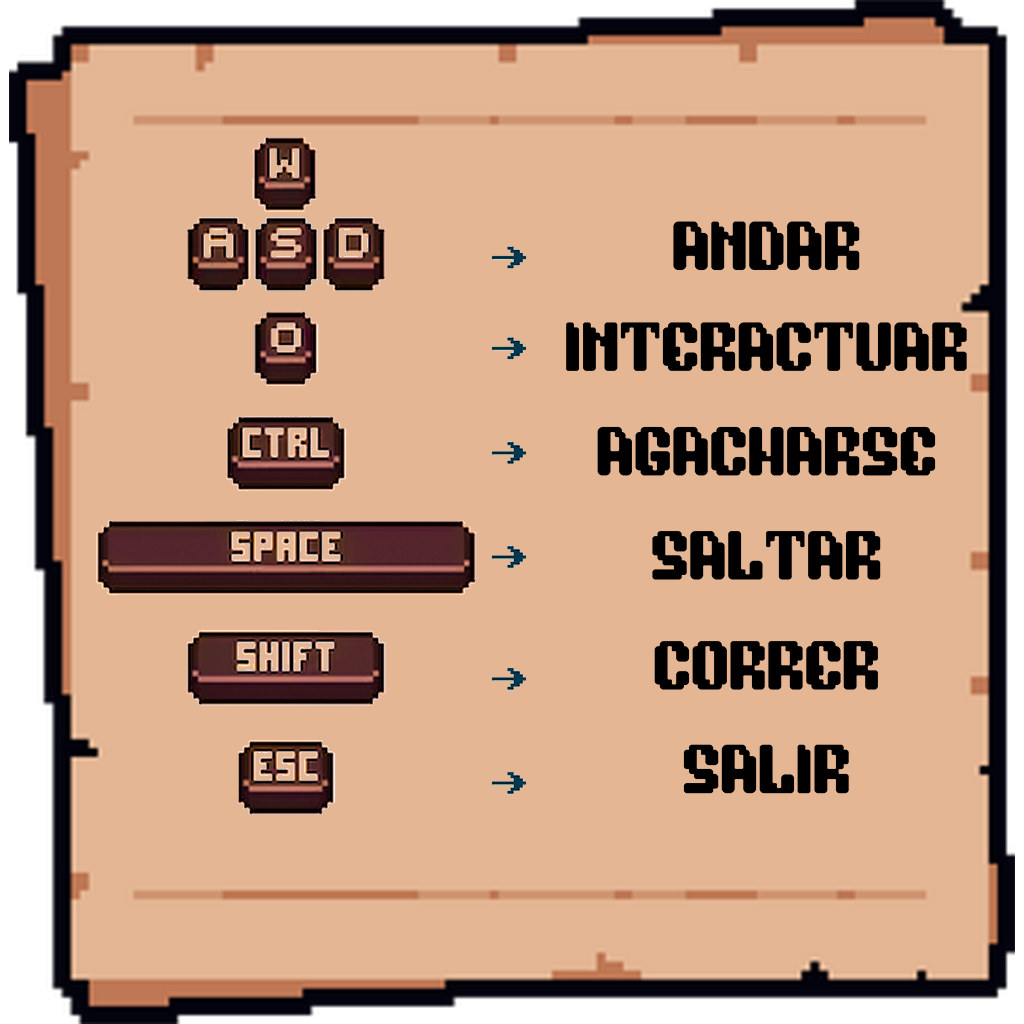 W
A S D → ANDAR
O → INTERACTUAR
CTRL → AGACHARSE
SPACE → SALTAR
SHIFT → CORRER
ESC → SALIR